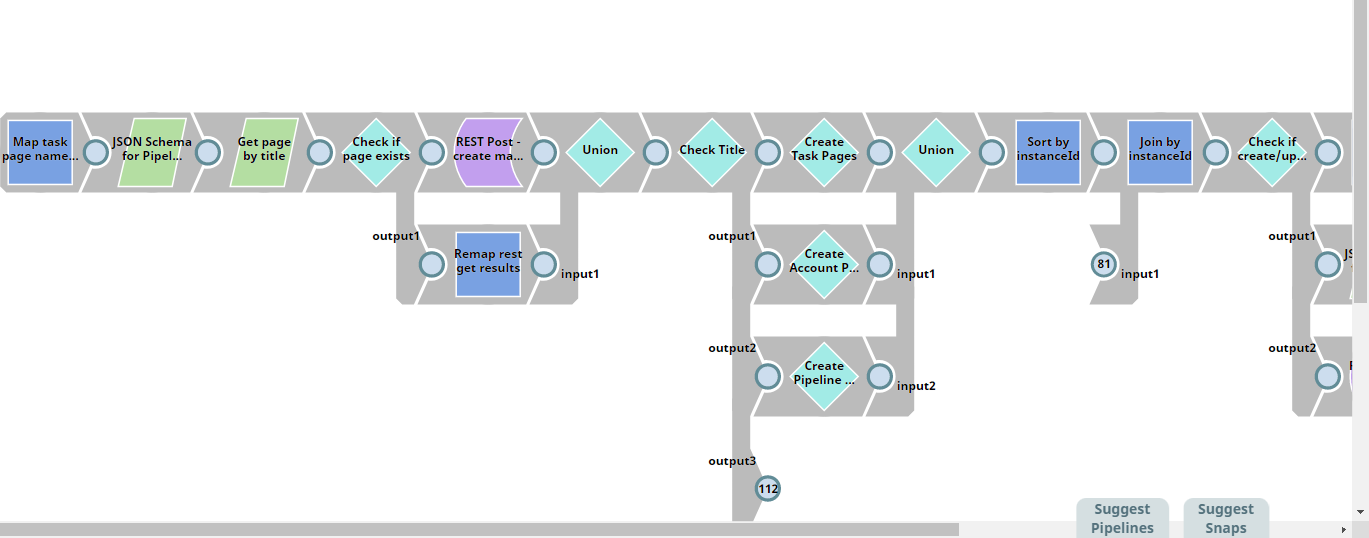 Map task
page name...
JSON Schema
for Pipel...
Get page
by title
Check if
page exists
REST Post -
create ma...
Union
Check Title
Create
Task Pages
Union
Sort by
instanceId
Join by
instanceId
Check if
create/up...
output1
Remap rest
get results
input1
output1
Create
Account P...
input1
81
input1
output1
output2
Create
Pipeline ...
input2
output2
output3
112
Suggest
Pipelines
Suggest
Snaps